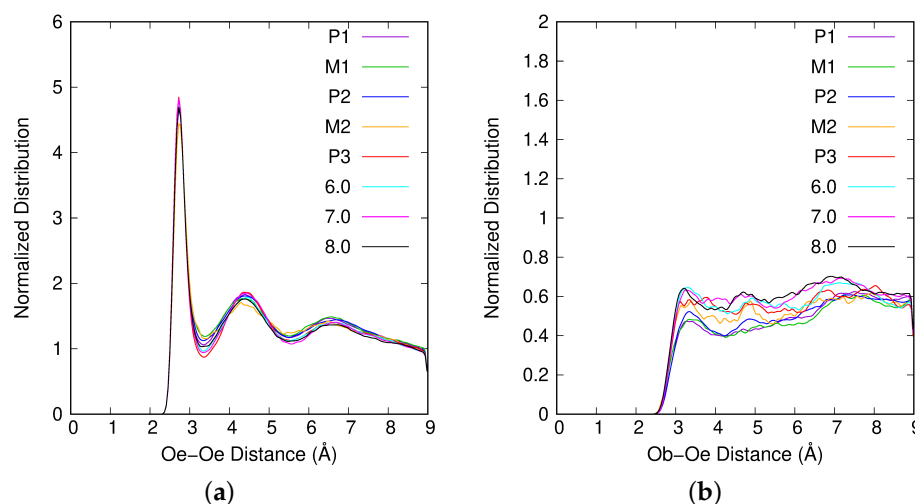 6
5
4
3
2
1
0
0 1 2 3 4 5 6 7 8 9
Normalized Distribution
Oe−Oe Distance (Å)
P1
M1
P2
M2
P3
6.0
7.0
8.0
(a)
2
1.8
1.6
1.4
1.2
1
0.8
0.6
0.4
0.2
0
0 1 2 3 4 5 6 7 8 9
Normalized Distribution
Ob−Oe Distance (Å)
P1
M1
P2
M2
P3
6.0
7.0
8.0
(b)